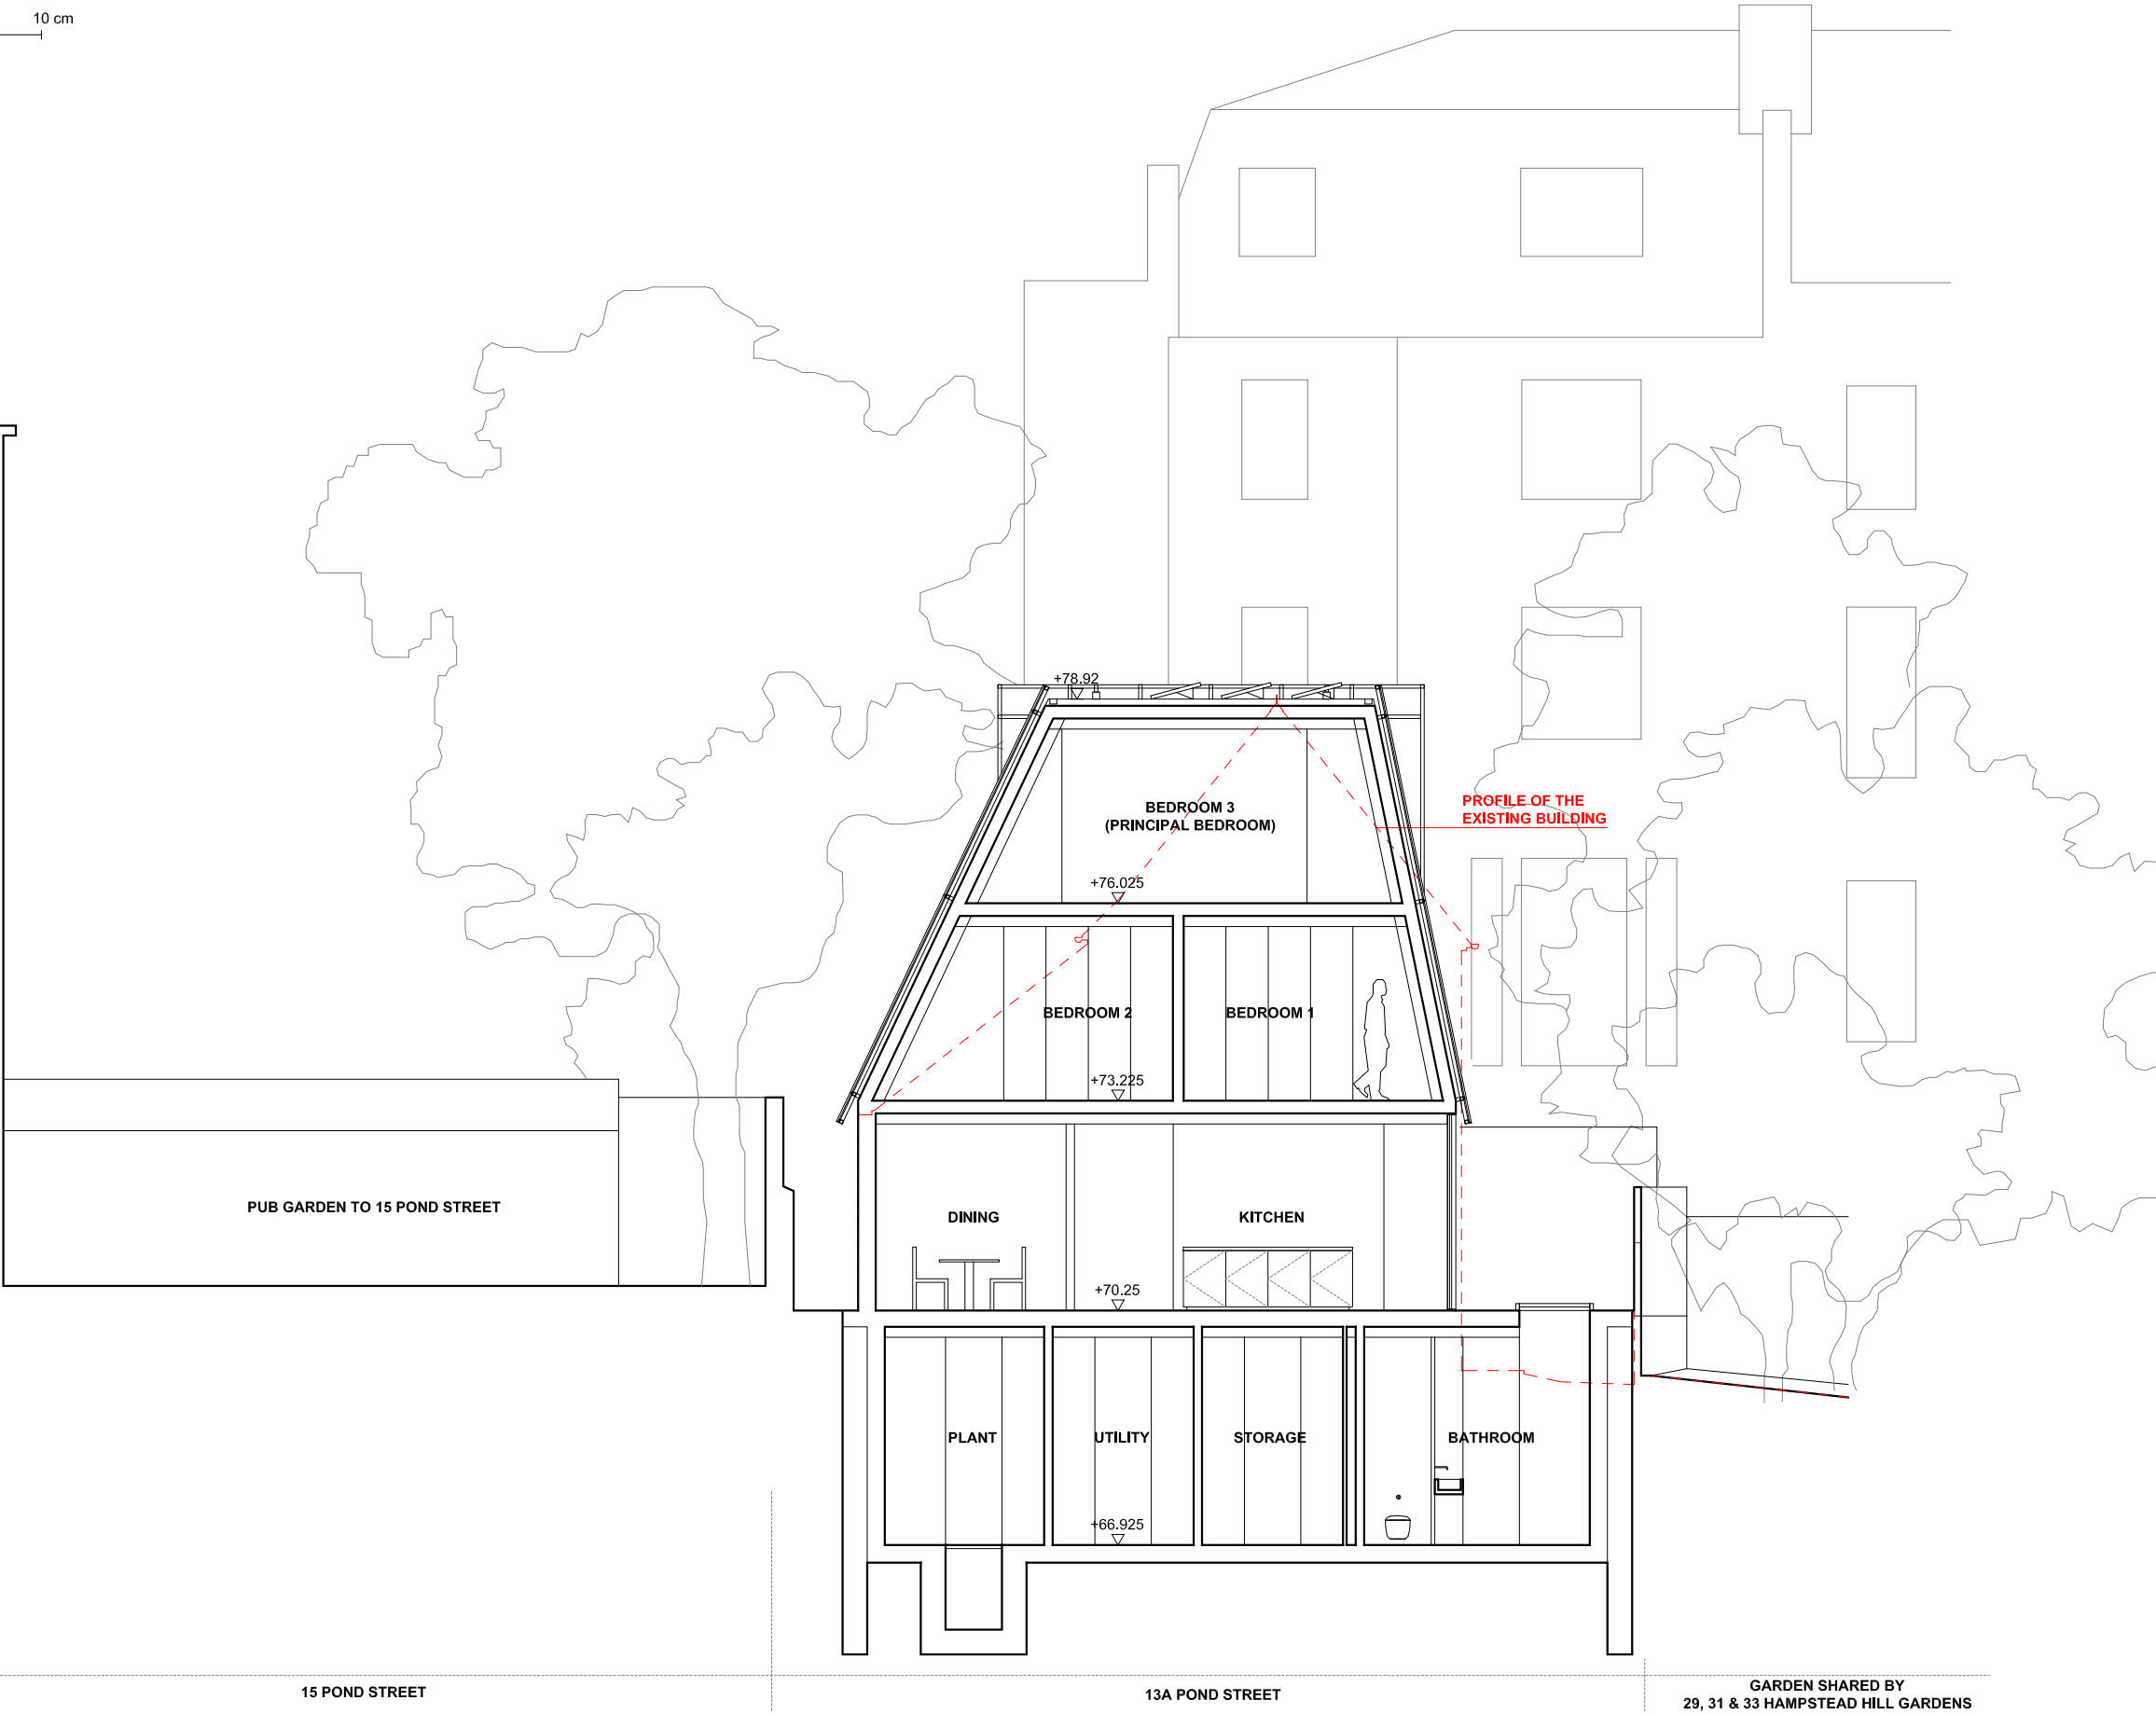 10 cm
+78.92
PROFILE OF THE
EXISTING BUILDING
BEDROOM 3
(PRINCIPAL BEDROOM)
+76.025
BEDROOM 2
BEDROOM 1
+73.225
PUB GARDEN TO 15 POND STREET
DINING
KITCHEN
+70.25
PLANT
UTILITY
STORAGE
BATHROOM
+66.925
15 POND STREET
13A POND STREET
GARDEN SHARED BY
29, 31 & 33 HAMPSTEAD HILL GARDENS